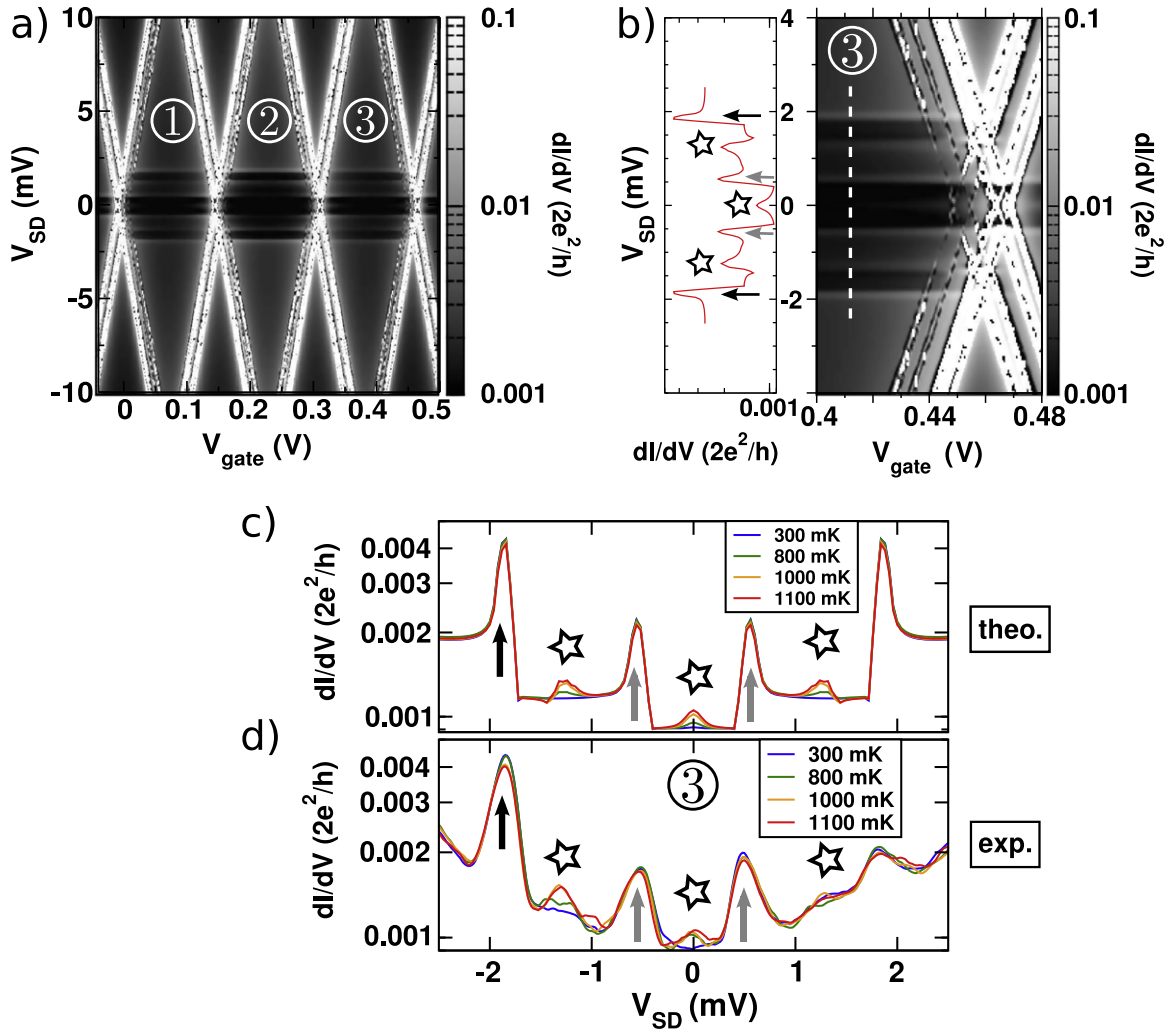 a)
10
5
0
-5
-10
V_SD (mV)
① ② ③
0 0.1 0.2 0.3 0.4 0.5
V_gate (V)
0.1
0.01
0.001
dI/dV (2e²/h)
b)
V_SD (mV)
0.001
dI/dV (2e²/h)
4
2
0
-2
③
0.4 0.44 0.48
V_gate (V)
0.1
0.01
0.001
dI/dV (2e²/h)
c)
dI/dV (2e²/h)
0.004
0.003
0.002
0.001
300 mK
800 mK
1000 mK
1100 mK
theo.
d)
dI/dV (2e²/h)
0.004
0.003
0.002
0.001
③
300 mK
800 mK
1000 mK
1100 mK
exp.
-2 -1 0 1 2
V_SD (mV)